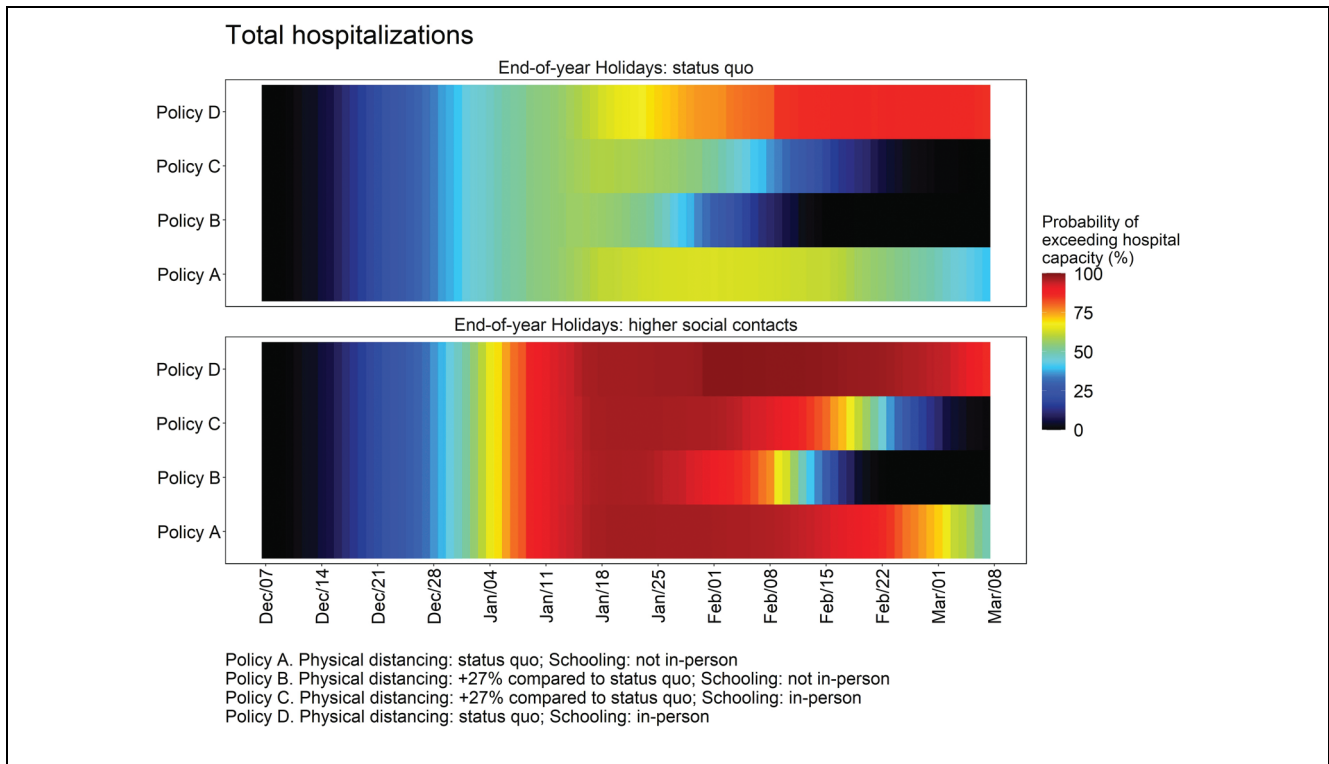 Total hospitalizations
End-of-year Holidays: status quo
Policy D
Policy C
Policy B
Policy A
Probability of
exceeding hospital
capacity (%)
100
75
50
25
0
End-of-year Holidays: higher social contacts
Policy D
Policy C
Policy B
Policy A
Dec/07
Dec/14
Dec/21
Dec/28
Jan/04
Jan/11
Jan/18
Jan/25
Feb/01
Feb/08
Feb/15
Feb/22
Mar/01
Mar/08
Policy A. Physical distancing: status quo; Schooling: not in-person
Policy B. Physical distancing: +27% compared to status quo; Schooling: not in-person
Policy C. Physical distancing: +27% compared to status quo; Schooling: in-person
Policy D. Physical distancing: status quo; Schooling: in-person